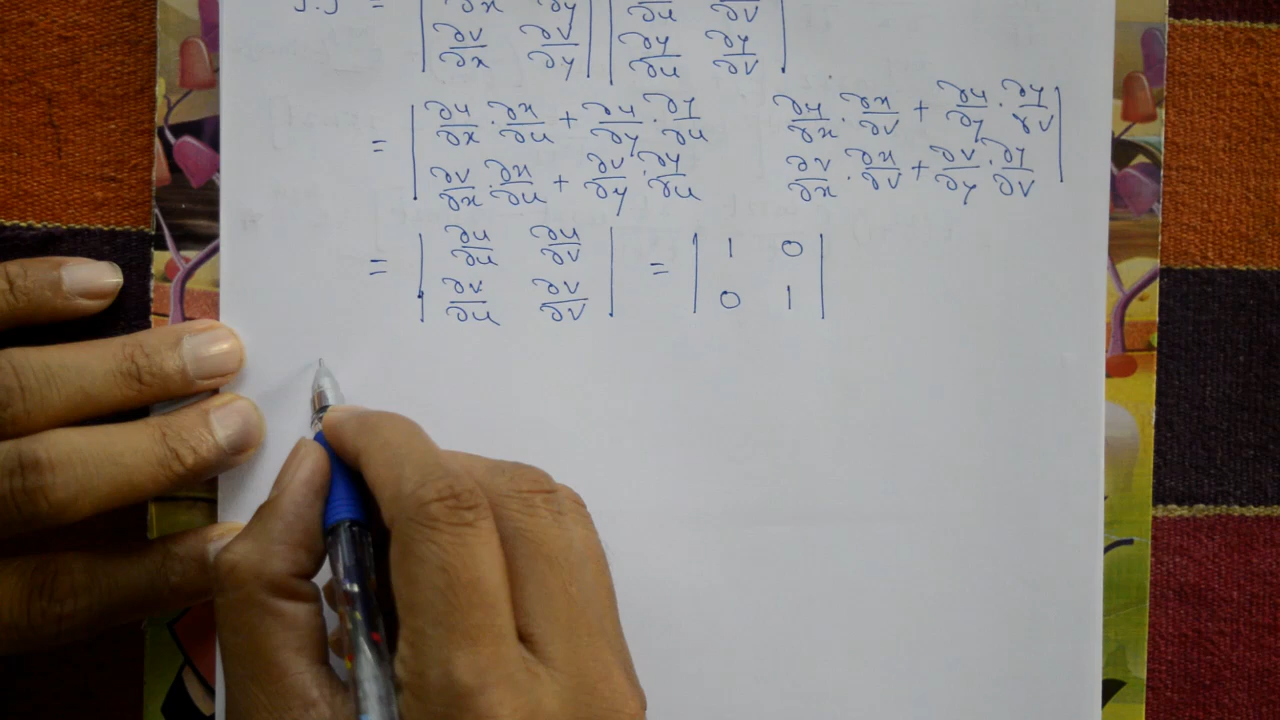 J.J' = | ∂u/∂x ∂u/∂y | | ∂x/∂u ∂x/∂v |
| ∂v/∂x ∂v/∂y | | ∂y/∂u ∂y/∂v |
= | ∂u/∂x · ∂x/∂u + ∂u/∂y · ∂y/∂u ∂u/∂x · ∂x/∂v + ∂u/∂y · ∂y/∂v |
| ∂v/∂x · ∂x/∂u + ∂v/∂y · ∂y/∂u ∂v/∂x · ∂x/∂v + ∂v/∂y · ∂y/∂v |
= | ∂u/∂u ∂u/∂v | = | 1 0 |
| ∂v/∂u ∂v/∂v | | 0 1 |